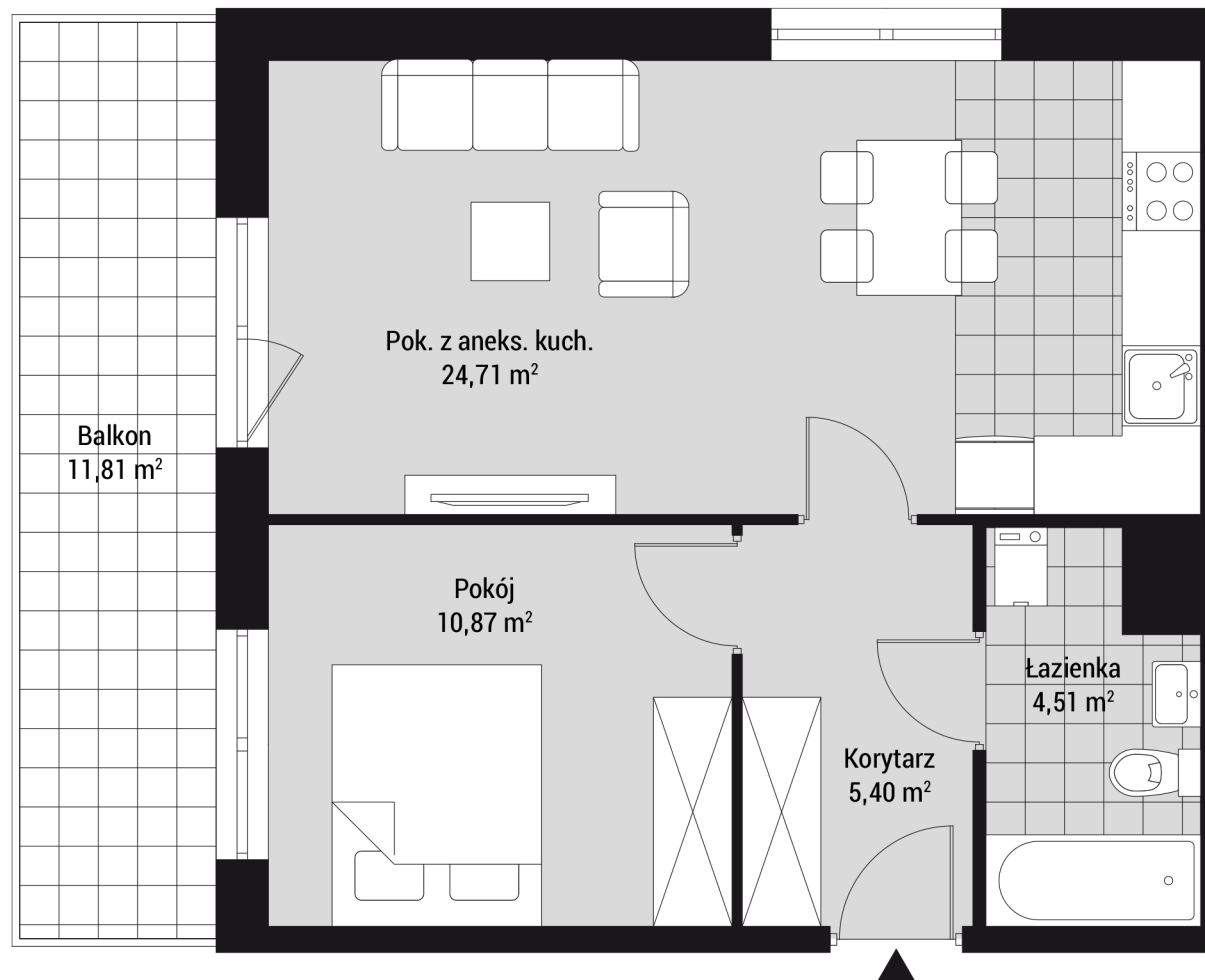 Pok. z aneks. kuch.
24,71 m²
Balkon
11,81 m²
Pokój
10,87 m²
Łazienka
4,51 m²
Korytarz
5,40 m²